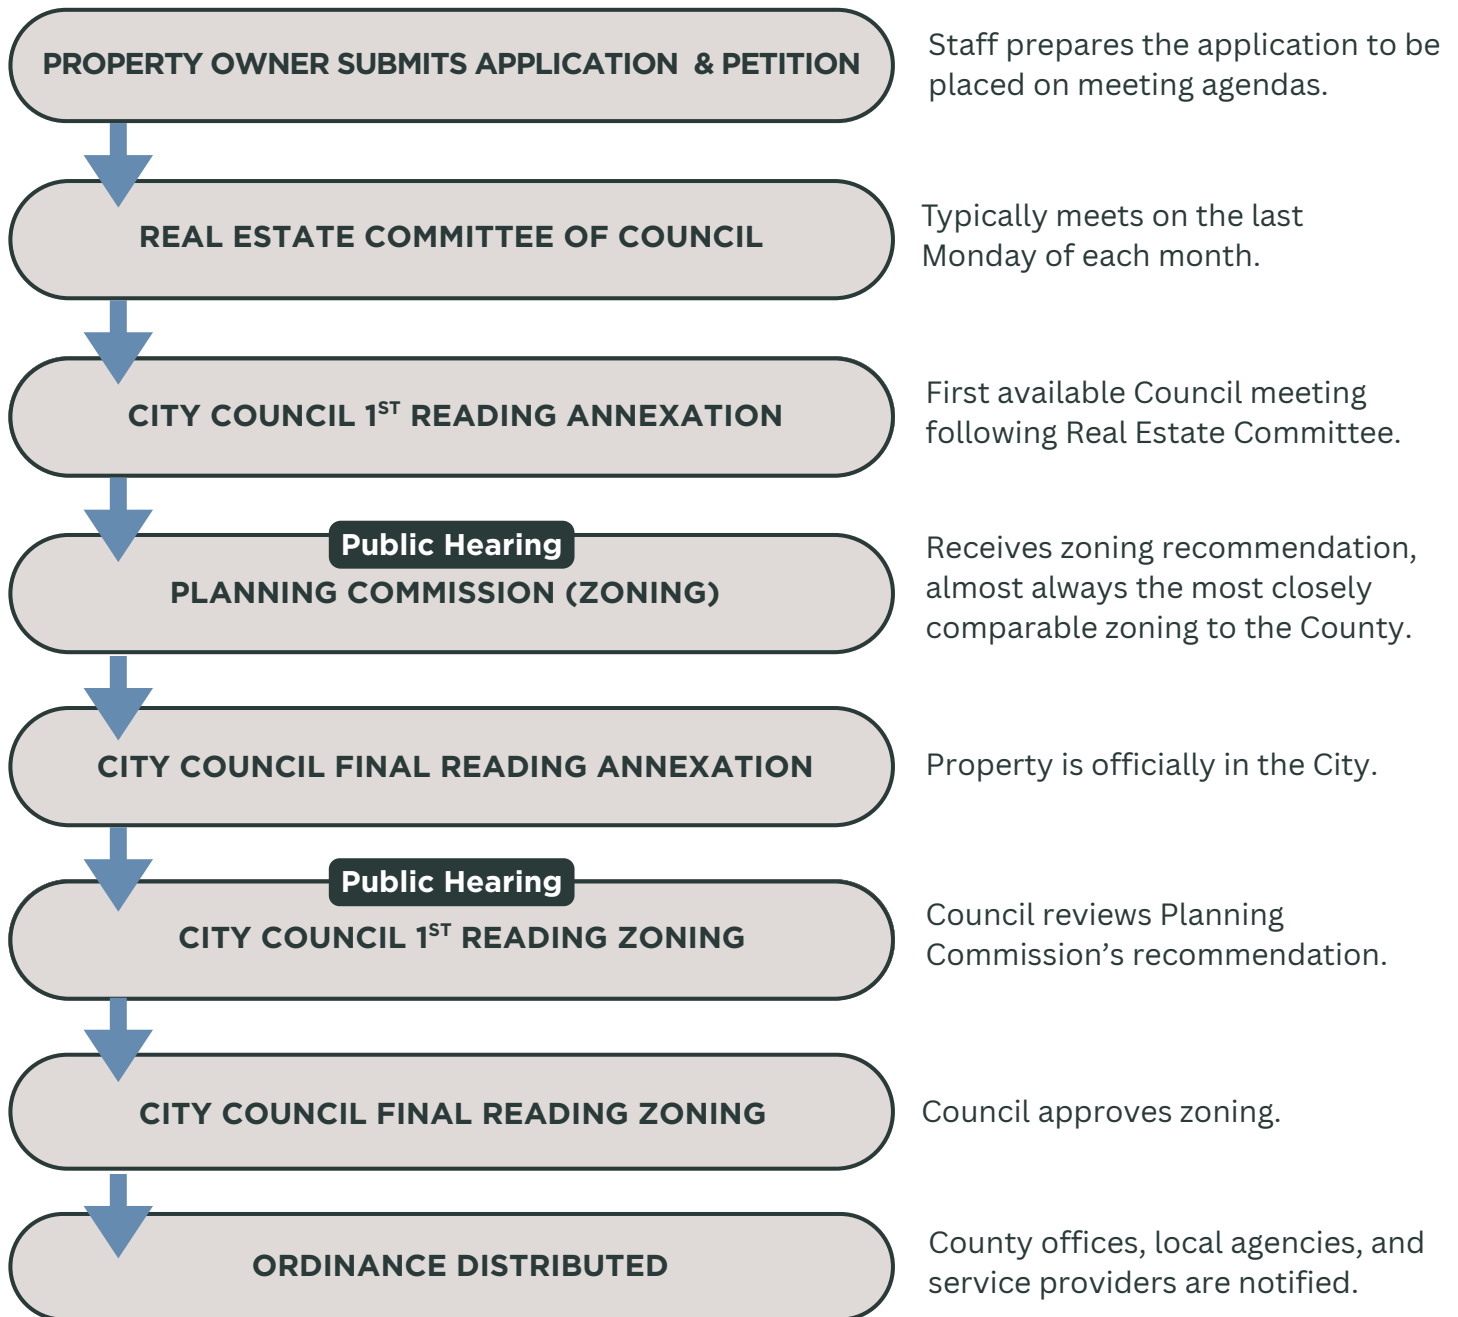 PROPERTY OWNER SUBMITS APPLICATION & PETITION
Staff prepares the application to be
placed on meeting agendas.
REAL ESTATE COMMITTEE OF COUNCIL
Typically meets on the last
Monday of each month.
CITY COUNCIL 1ST READING ANNEXATION
First available Council meeting
following Real Estate Committee.
Public Hearing
PLANNING COMMISSION (ZONING)
Receives zoning recommendation,
almost always the most closely
comparable zoning to the County.
CITY COUNCIL FINAL READING ANNEXATION
Property is officially in the City.
Public Hearing
CITY COUNCIL 1ST READING ZONING
Council reviews Planning
Commission’s recommendation.
CITY COUNCIL FINAL READING ZONING
Council approves zoning.
ORDINANCE DISTRIBUTED
County offices, local agencies, and
service providers are notified.